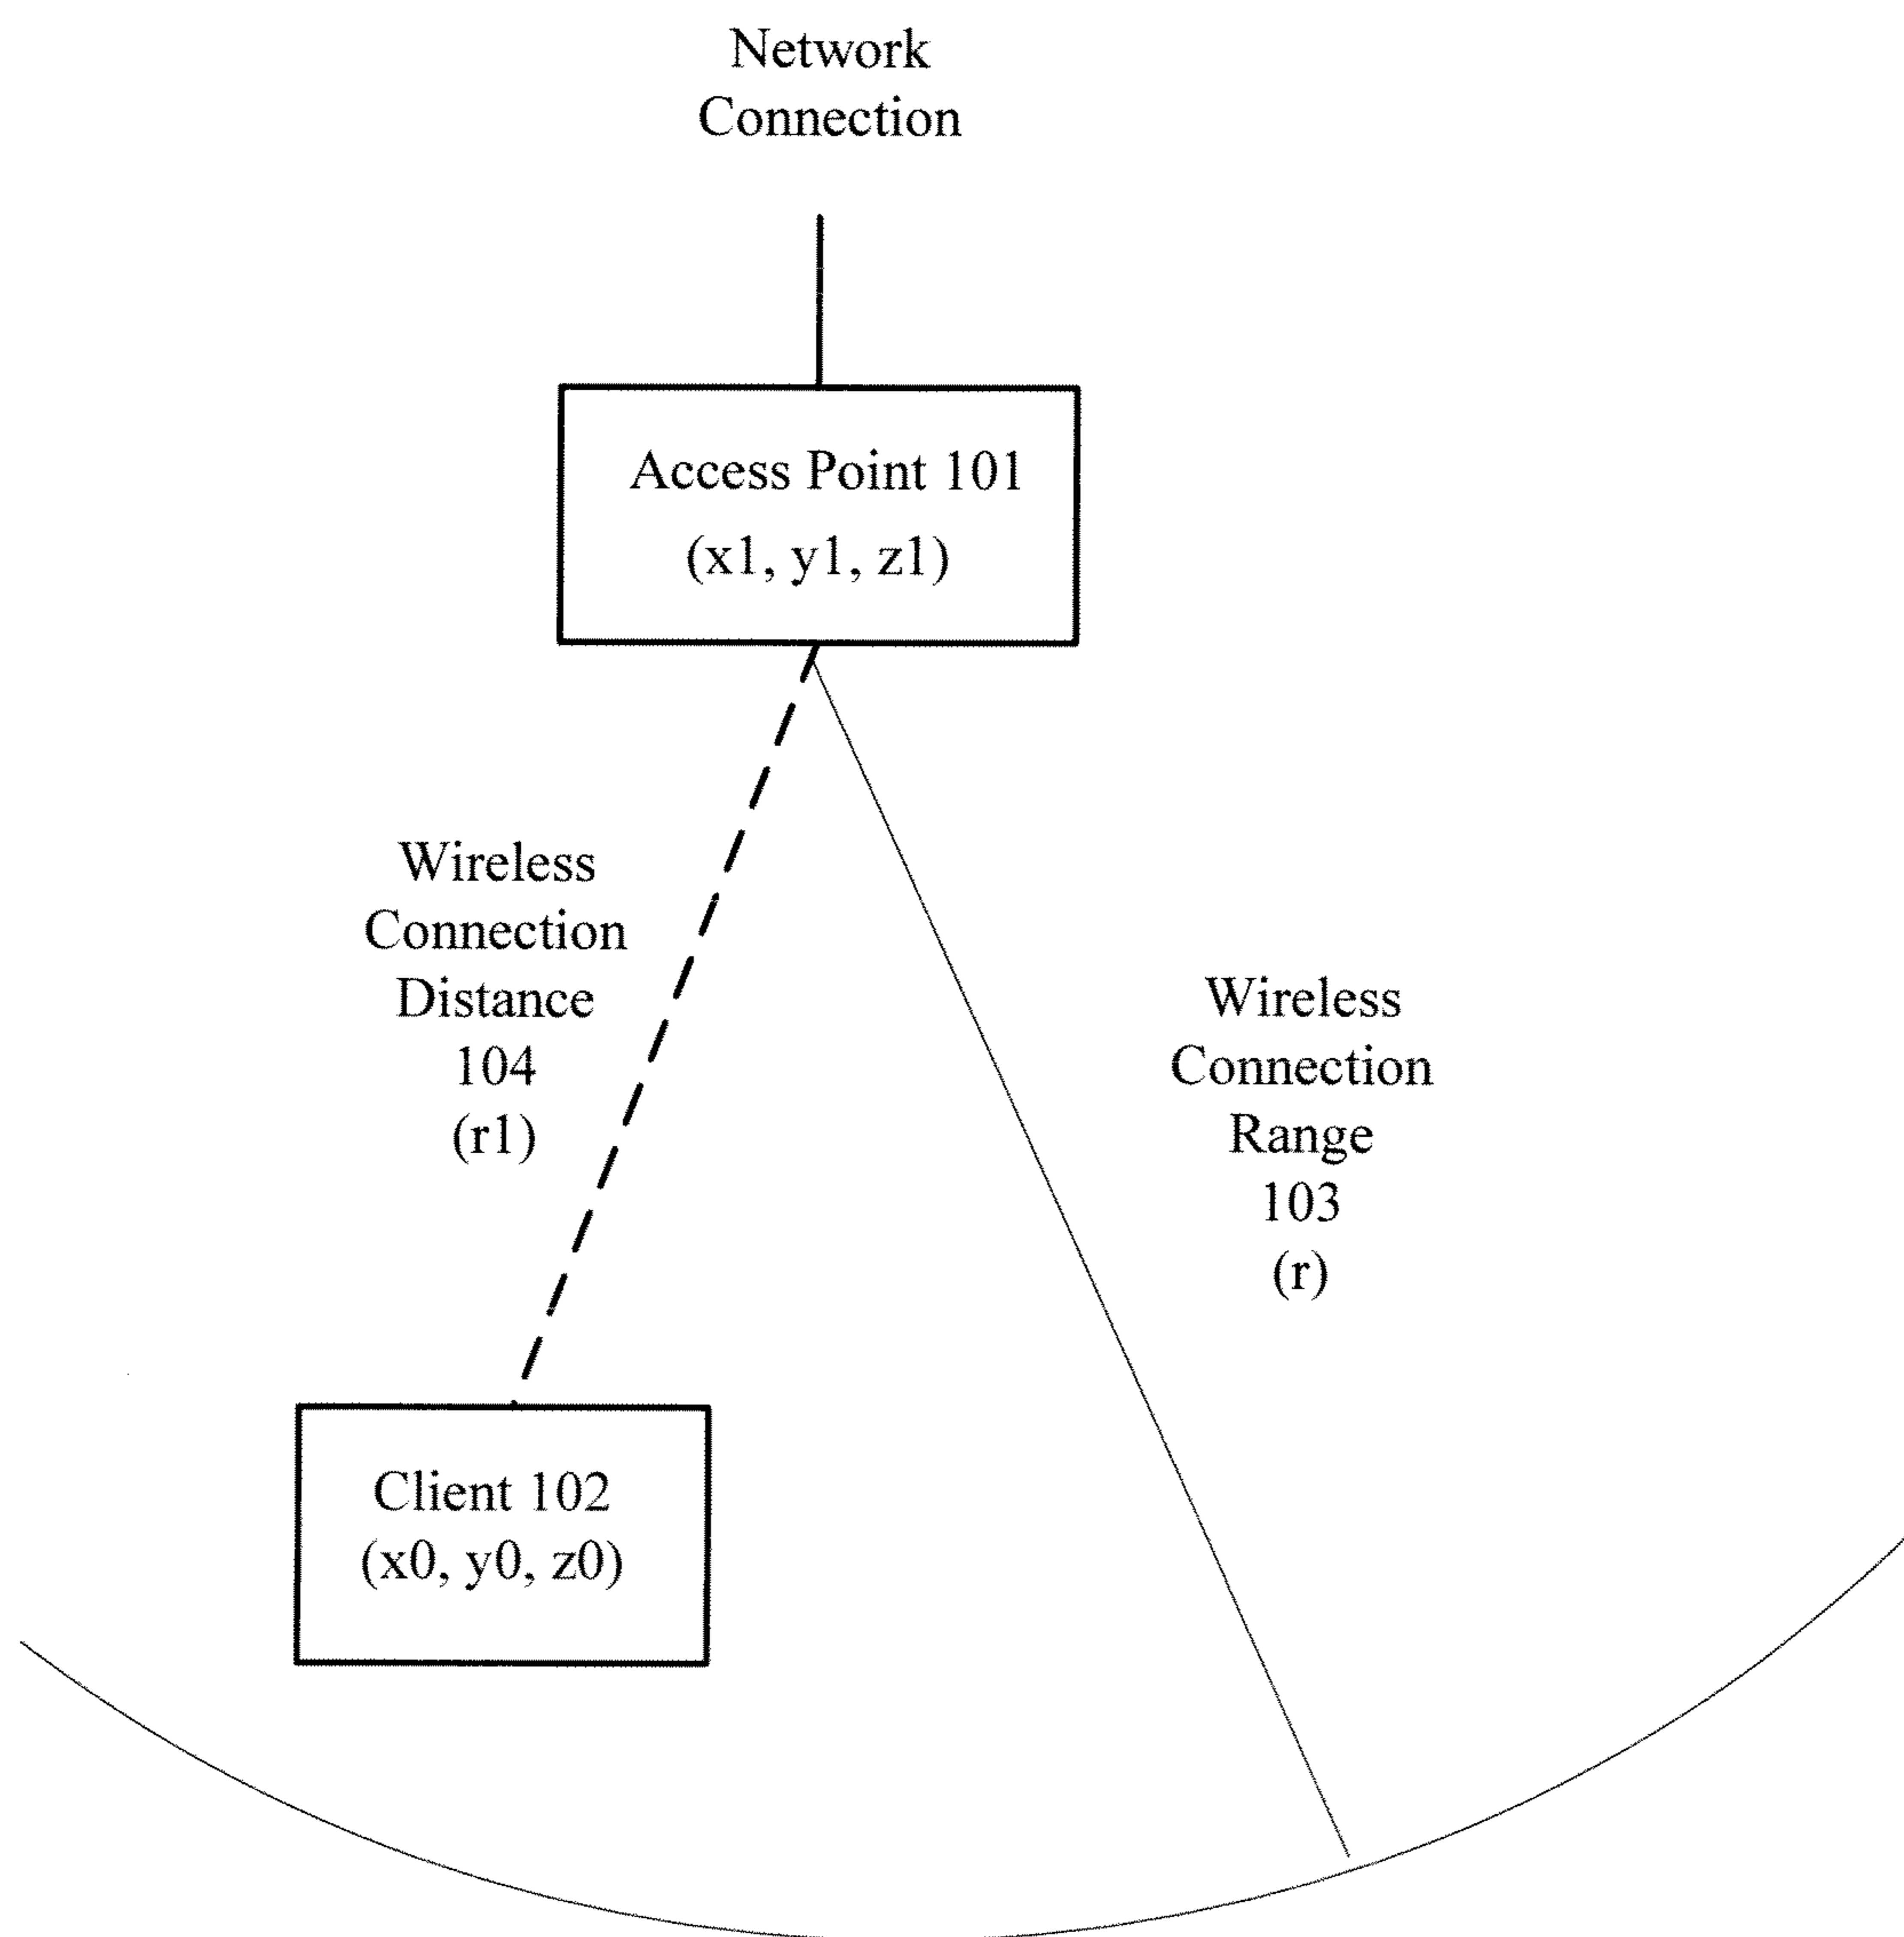 Network
Connection
Access Point 101
(x1, y1, z1)
Wireless
Connection
Distance
104
(r1)
Wireless
Connection
Range
103
(r)
Client 102
(x0, y0, z0)